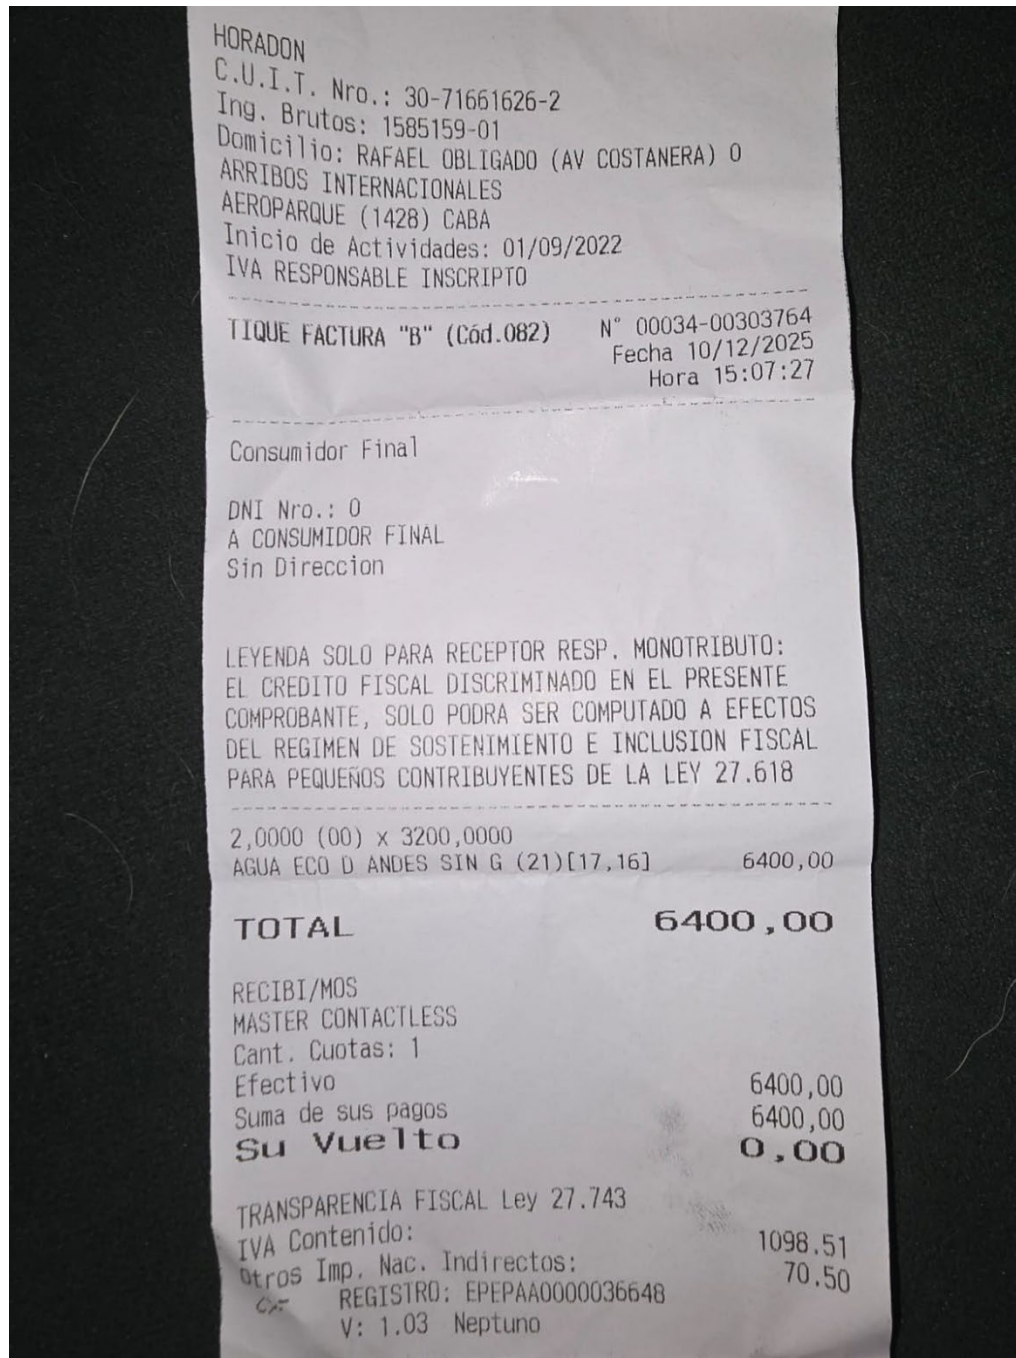 HORADON
C.U.I.T. Nro.: 30-71661626-2
Ing. Brutos: 1585159-01
Domicilio: RAFAEL OBLIGADO (AV COSTANERA) 0
ARRIBOS INTERNACIONALES
AEROPARQUE (1428) CABA
Inicio de Actividades: 01/09/2022
IVA RESPONSABLE INSCRIPTO
TIQUE FACTURA "B" (Cód.082) N° 00034-00303764
Fecha 10/12/2025
Hora 15:07:27
Consumidor Final
DNI Nro.: 0
A CONSUMIDOR FINAL
Sin Direccion
LEYENDA SOLO PARA RECEPTOR RESP. MONOTRIBUTO:
EL CREDITO FISCAL DISCRIMINADO EN EL PRESENTE
COMPROBANTE, SOLO PODRA SER COMPUTADO A EFECTOS
DEL REGIMEN DE SOSTENIMIENTO E INCLUSION FISCAL
PARA PEQUEÑOS CONTRIBUYENTES DE LA LEY 27.618
2,0000 (00) x 3200,0000
AGUA ECO D ANDES SIN G (21)[17,16] 6400,00
TOTAL 6400,00
RECIBI/MOS
MASTER CONTACTLESS
Cant. Cuotas: 1
Efectivo 6400,00
Suma de sus pagos 6400,00
Su Vuelto 0,00
TRANSPARENCIA FISCAL Ley 27.743
IVA Contenido: 1098.51
Otros Imp. Nac. Indirectos: 70.50
CF REGISTRO: EPEPAA0000036648
V: 1.03 Neptuno